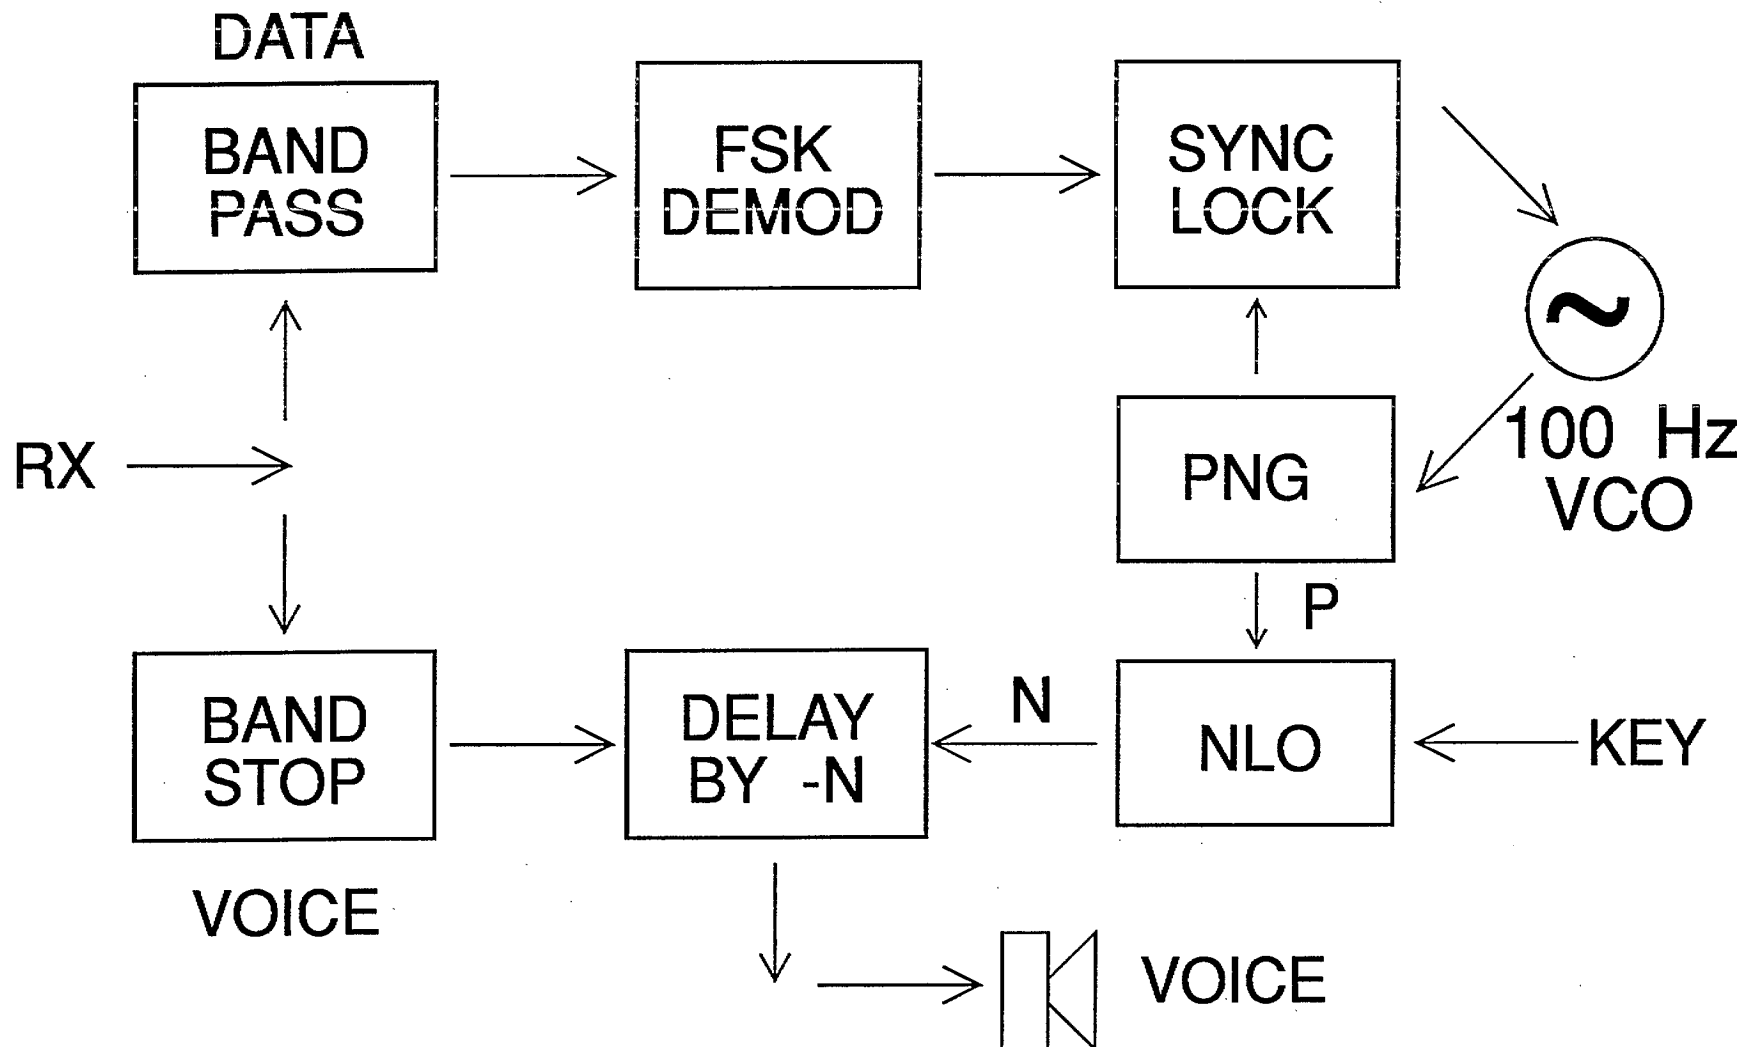 DATA
BAND
PASS
FSK
DEMOD
SYNC
LOCK
~
100 Hz
VCO
RX
PNG
P
BAND
STOP
DELAY
BY -N
N
NLO
KEY
VOICE
VOICE